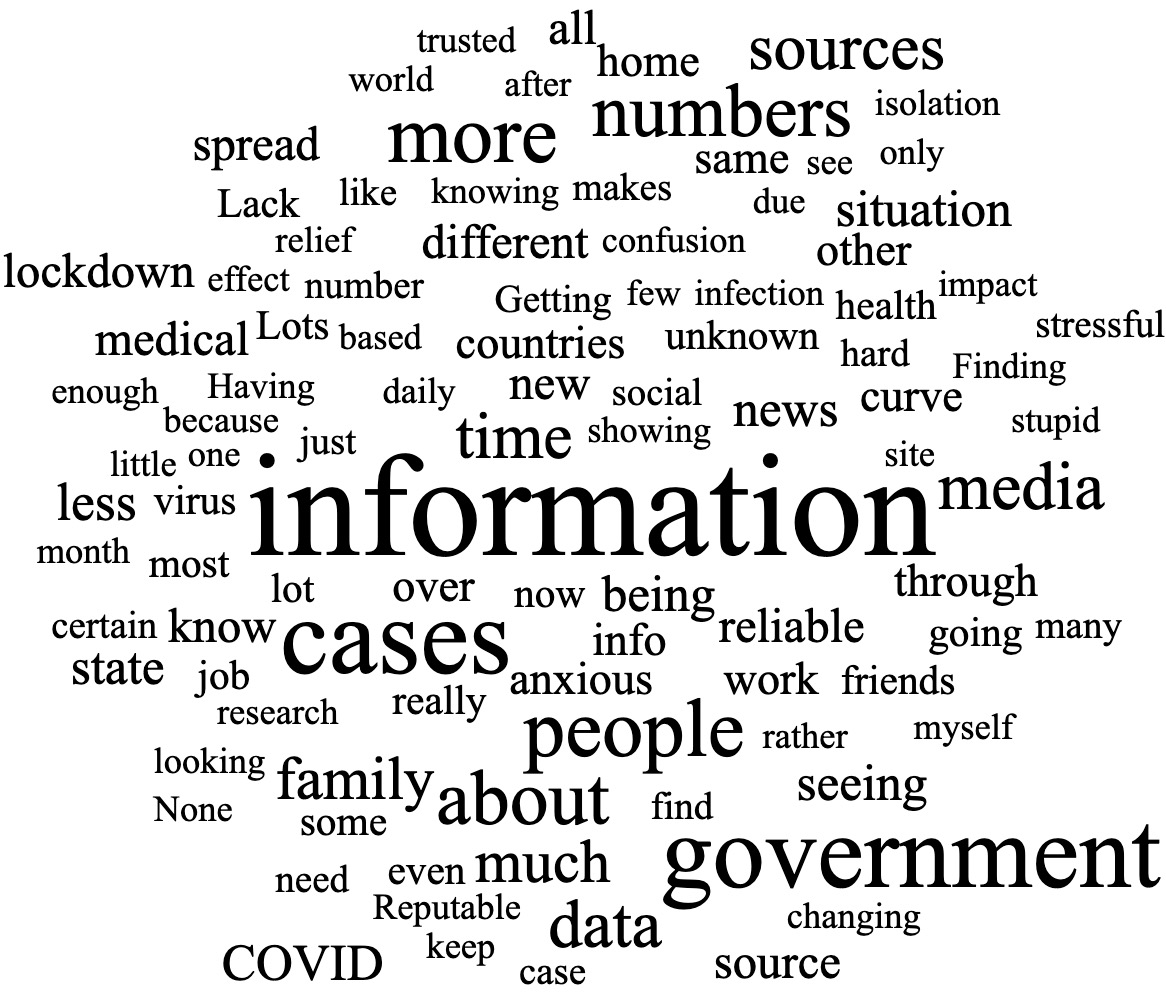 trusted all
home sources
world after
numbers isolation
spread more
same see only
Lack like knowing makes due situation
relief different confusion other
lockdown effect number
Getting few infection health impact
medical Lots based countries unknown hard stressful
Finding
enough Having daily new social news curve
because just time showing stupid
little one site
less virus information media
month most
lot over now being through
certain know cases info reliable going many
state job anxious work friends
research really people rather myself
looking family seeing
None some about find
need even much government
Reputable data changing
COVID keep case source